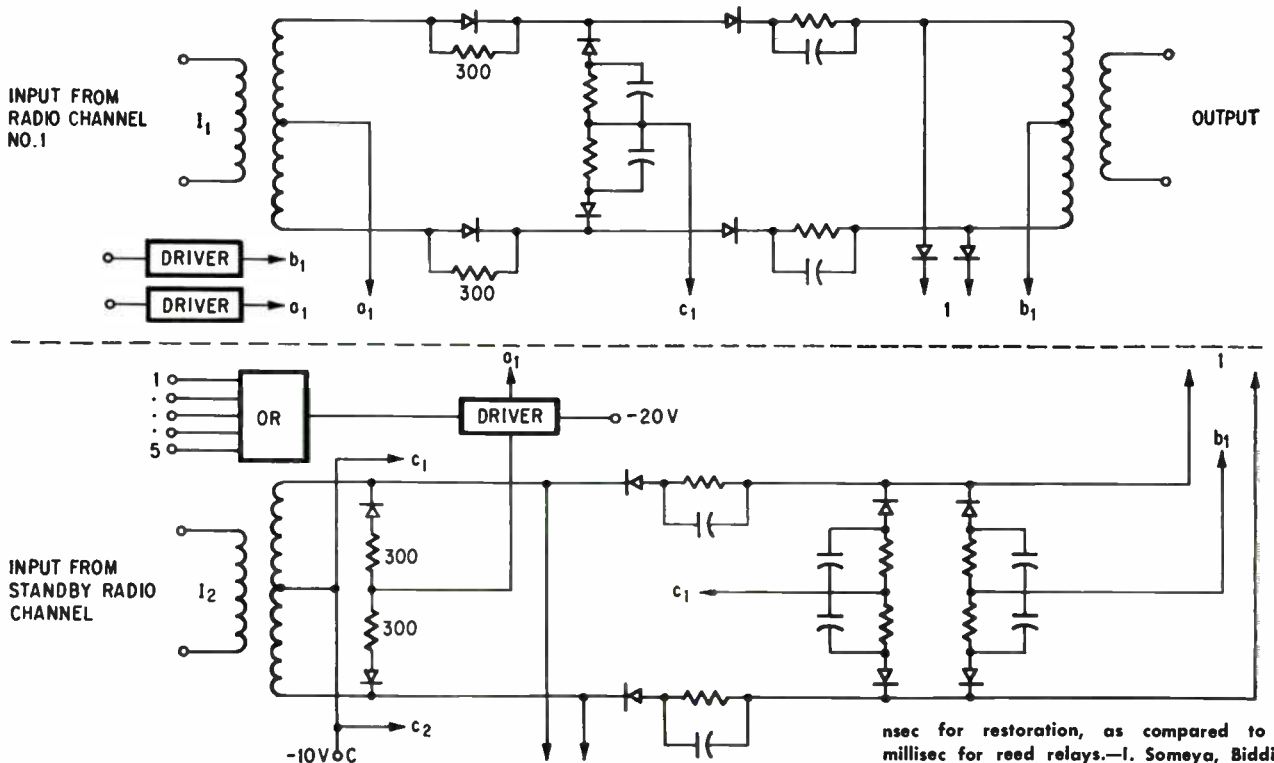 INPUT FROM
RADIO CHANNEL
NO.1
I₁
300
300
OUTPUT
DRIVER b₁
DRIVER a₁
a₁
c₁
1
b₁
1
.
.
.
5
OR
a₁
DRIVER
-20V
1
b₁
c₁
INPUT FROM
STANDBY RADIO
CHANNEL
I₂
300
300
c₁
c₂
-10V C
nsec for restoration, as compared to
millisec for reed relays.—I. Someya, Biddi